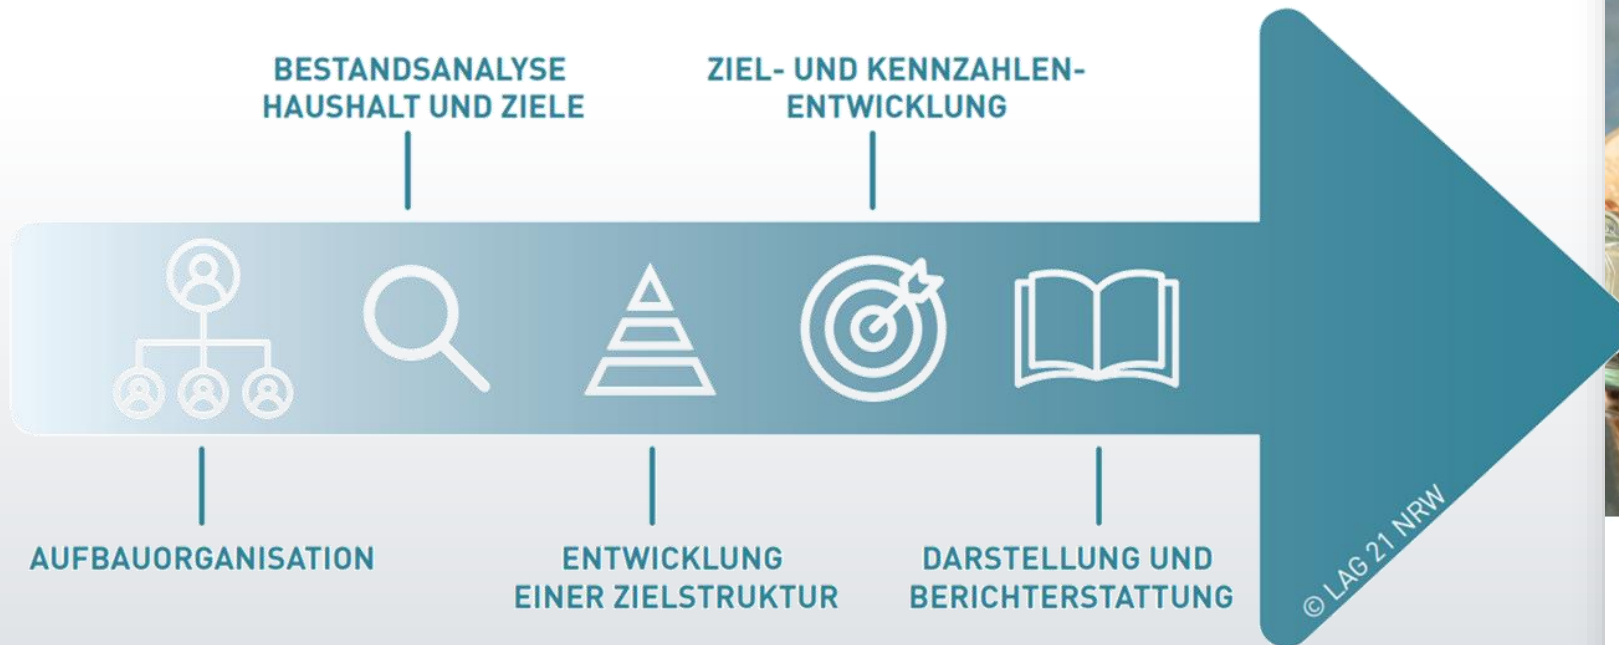 BESTANDSANALYSE
HAUSHALT UND ZIELE
ZIEL- UND KENNZAHLEN-
ENTWICKLUNG
AUFBAUORGANISATION
ENTWICKLUNG
EINER ZIELSTRUKTUR
DARSTELLUNG UND
BERICHTERSTATTUNG
© LAG 21 NRW